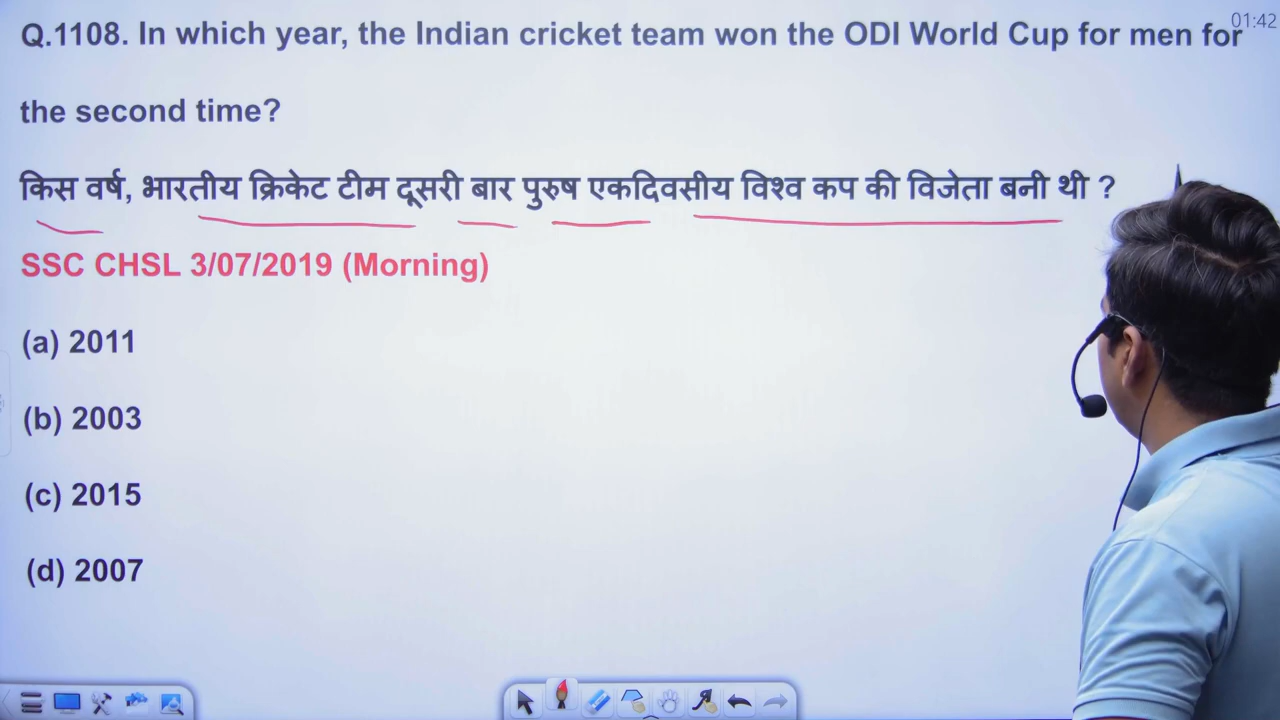 01:42
Q.1108. In which year, the Indian cricket team won the ODI World Cup for men for
the second time?
किस वर्ष, भारतीय क्रिकेट टीम दूसरी बार पुरुष एकदिवसीय विश्व कप की विजेता बनी थी ?
SSC CHSL 3/07/2019 (Morning)
(a) 2011
(b) 2003
(c) 2015
(d) 2007